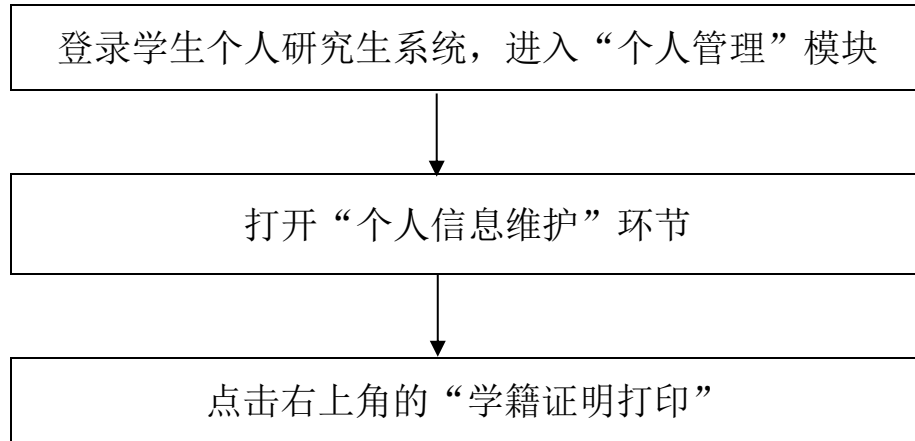 登录学生个人研究生系统，进入“个人管理”模块
打开“个人信息维护”环节
点击右上角的“学籍证明打印”